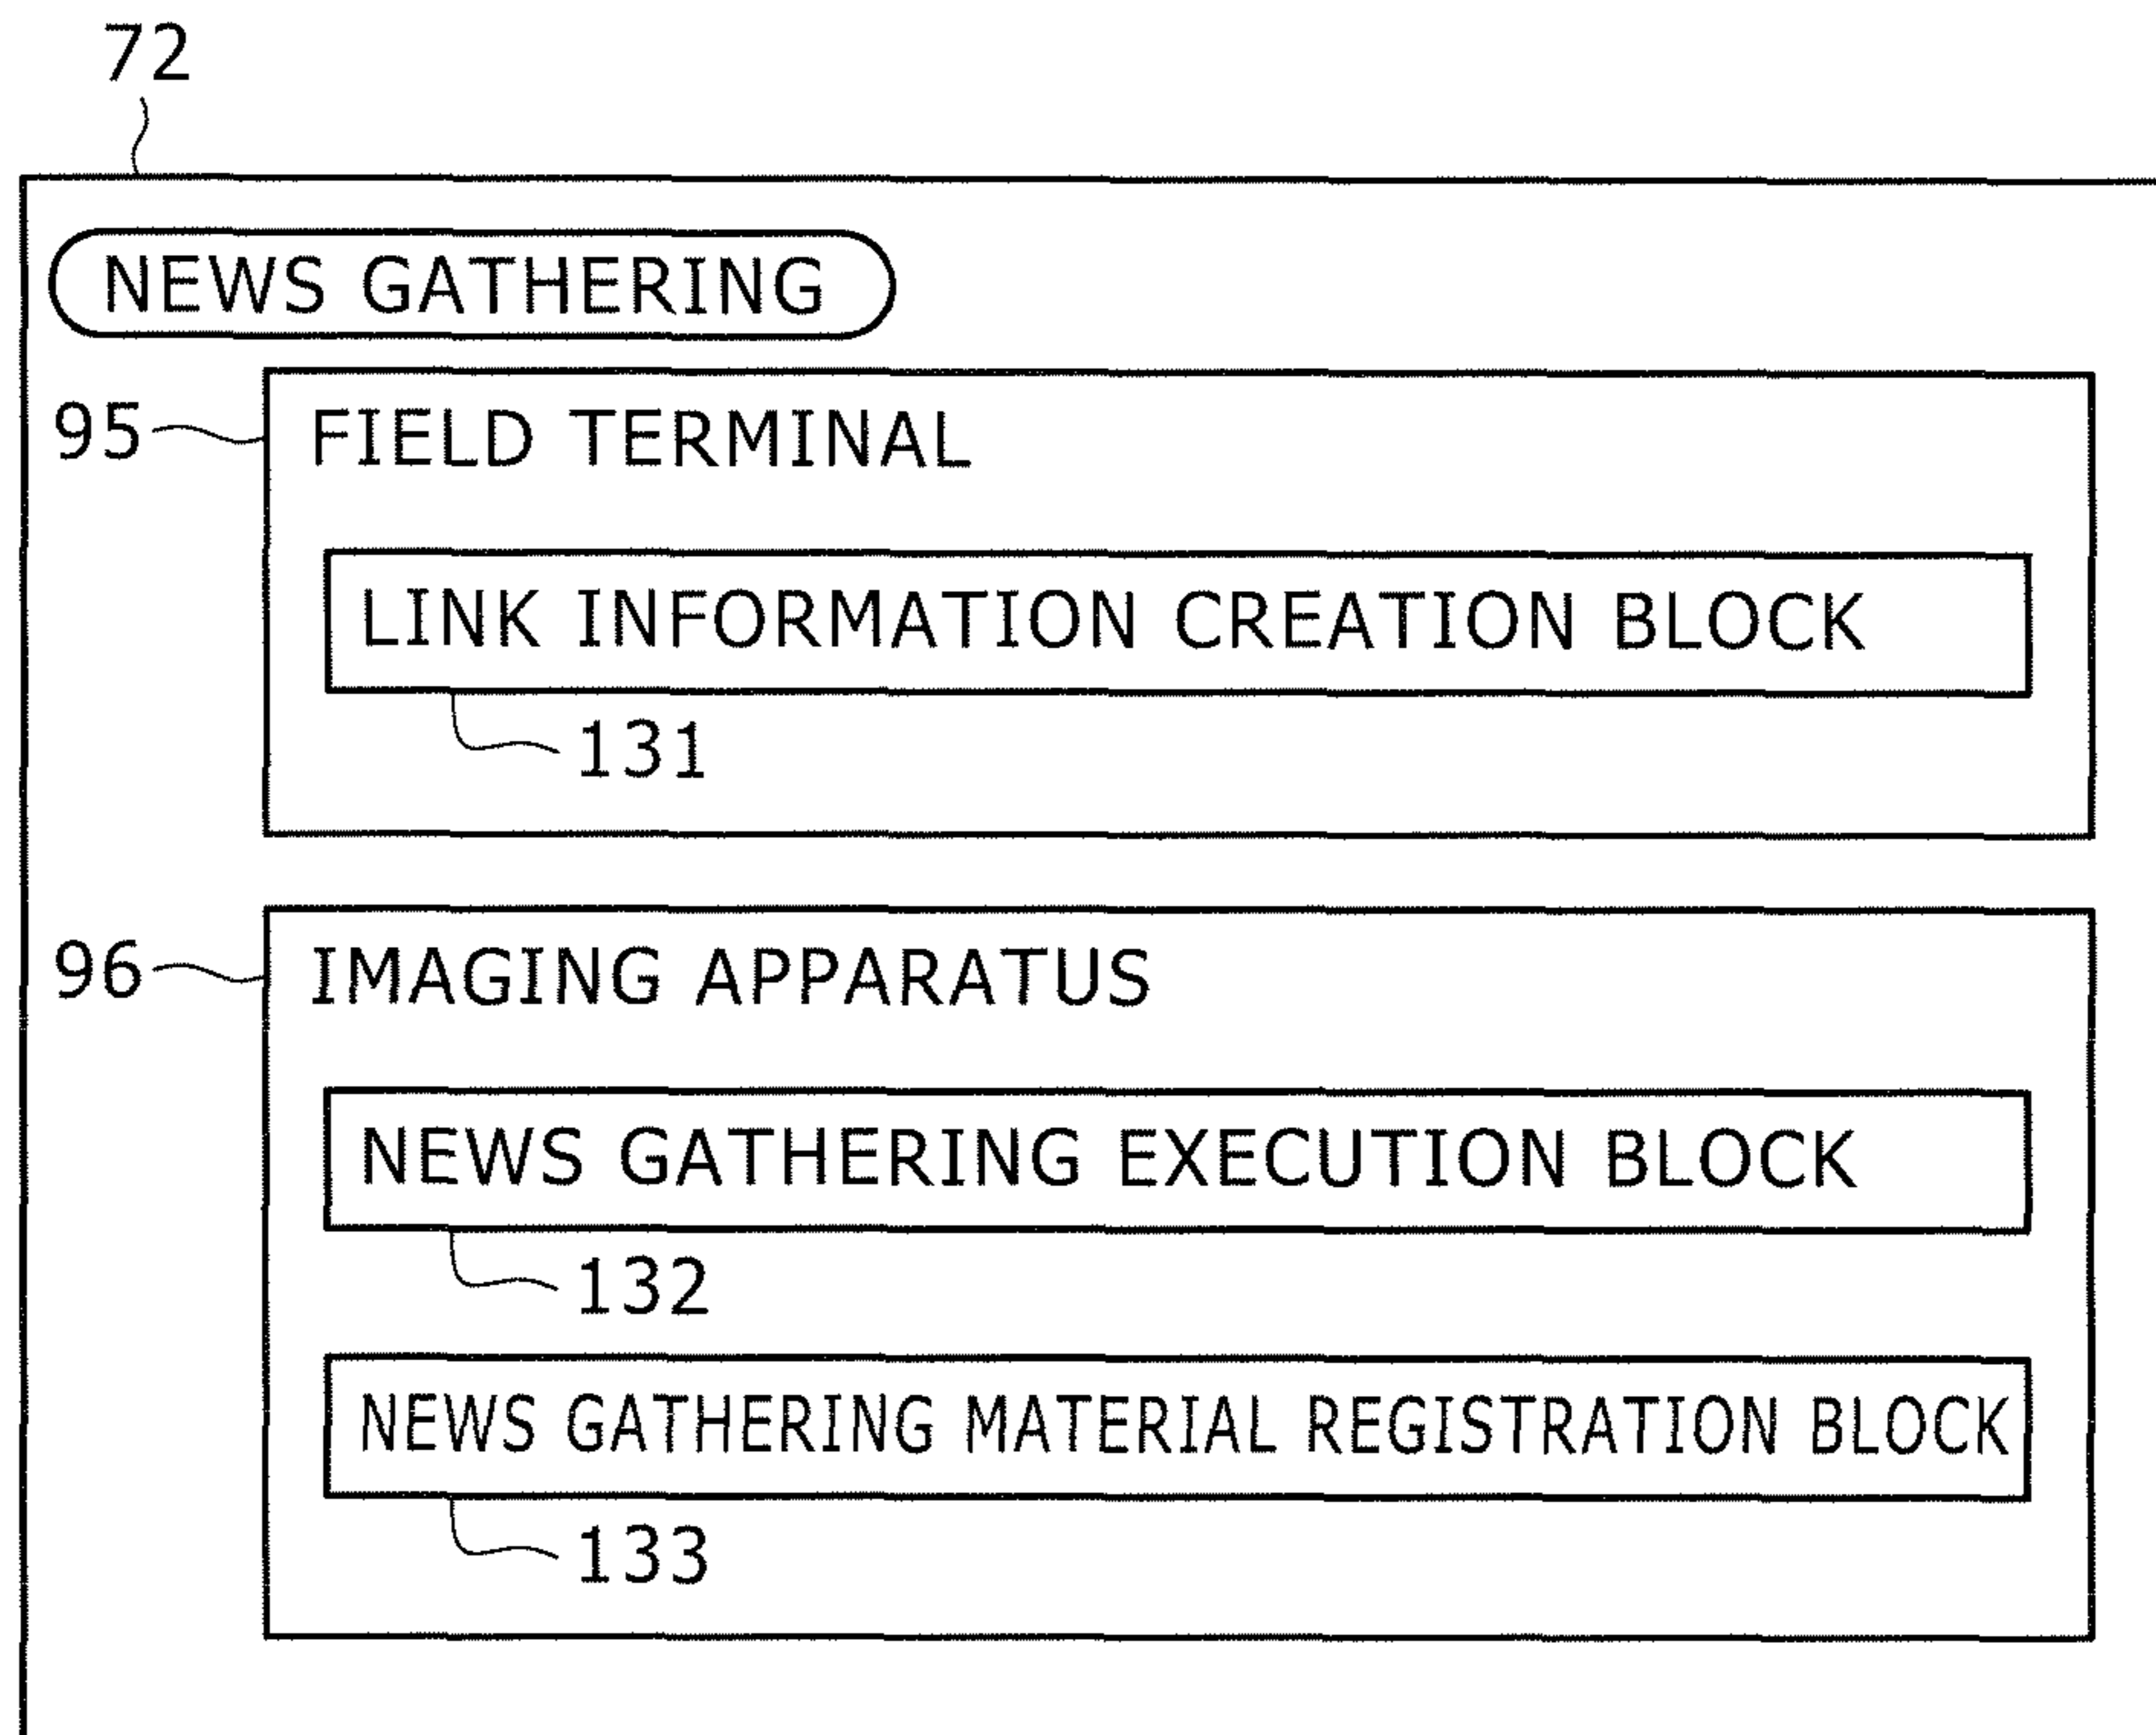 72
NEWS GATHERING
95
FIELD TERMINAL
LINK INFORMATION CREATION BLOCK
131
96
IMAGING APPARATUS
NEWS GATHERING EXECUTION BLOCK
132
NEWS GATHERING MATERIAL REGISTRATION BLOCK
133